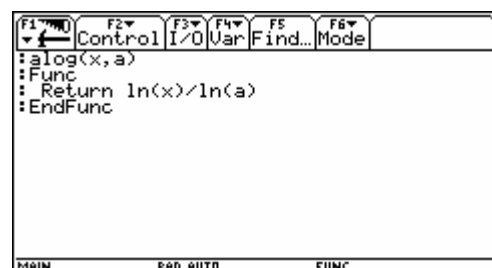 F1 F2 F3 F4 F5 F6
Control I/O Var Find... Mode
:alog(x,a)
:Func
: Return ln(x)/ln(a)
:EndFunc
MAIN RAD AUTO FUNC